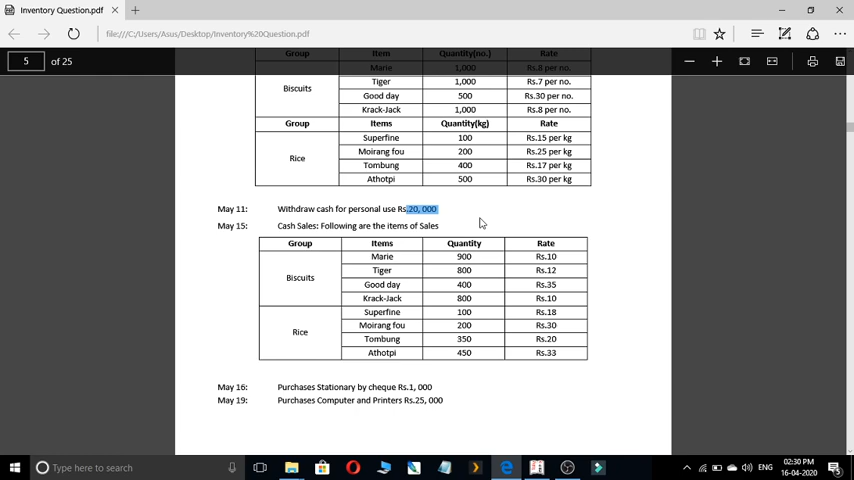 Inventory Question.pdf
file:///C:/Users/Asus/Desktop/Inventory%20Question.pdf
5 of 25
Group Item Quantity(no.) Rate
Marie 1,000 Rs.8 per no.
Tiger 1,000 Rs.7 per no.
Biscuits
Good day 500 Rs.30 per no.
Krack-Jack 1,000 Rs.8 per no.
Group Items Quantity(kg) Rate
Superfine 100 Rs.15 per kg
Moirang fou 200 Rs.25 per kg
Rice
Tombung 400 Rs.17 per kg
Athotpi 500 Rs.30 per kg
May 11: Withdraw cash for personal use Rs.20, 000
May 15: Cash Sales: Following are the items of Sales
Group Items Quantity Rate
Marie 900 Rs.10
Tiger 800 Rs.12
Biscuits
Good day 400 Rs.35
Krack-Jack 800 Rs.10
Superfine 100 Rs.18
Moirang fou 200 Rs.30
Rice
Tombung 350 Rs.20
Athotpi 450 Rs.33
May 16: Purchases Stationary by cheque Rs.1, 000
May 19: Purchases Computer and Printers Rs.25, 000
Type here to search
ENG
02:30 PM
16-04-2020